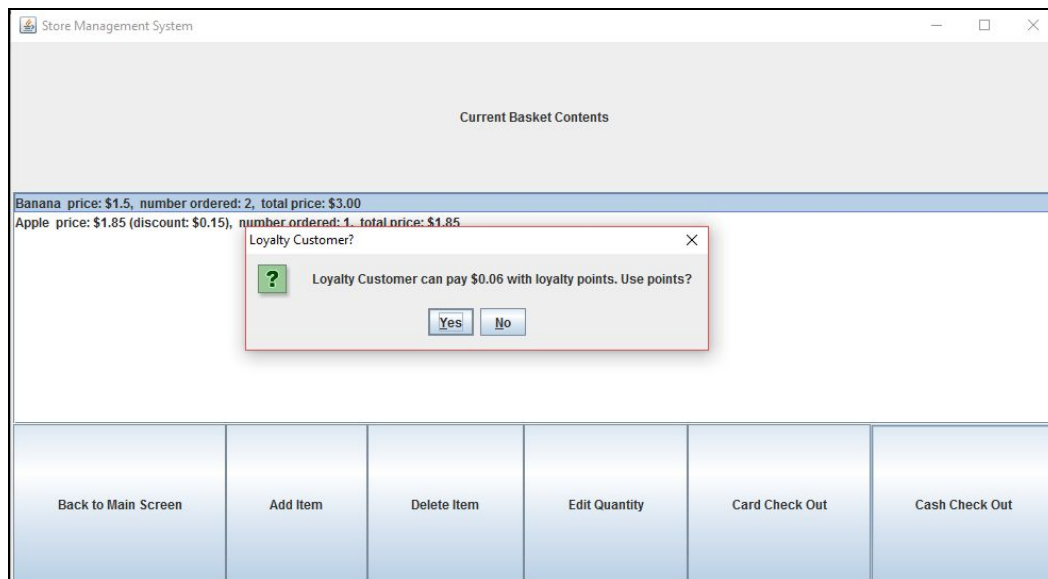 Store Management System
Current Basket Contents
Banana price: $1.5, number ordered: 2, total price: $3.00
Apple price: $1.85 (discount: $0.15), number ordered: 1, total price: $1.85
Loyalty Customer?
?
Loyalty Customer can pay $0.06 with loyalty points. Use points?
Yes No
Back to Main Screen Add Item Delete Item Edit Quantity Card Check Out Cash Check Out